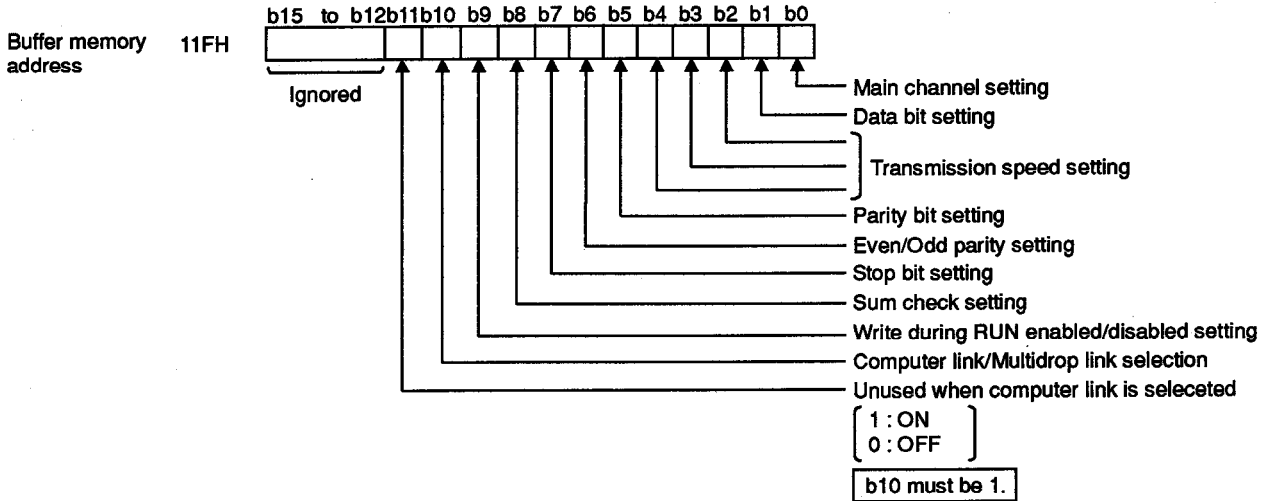 b15 to b12b11b10 b9 b8 b7 b6 b5 b4 b3 b2 b1 b0
Buffer memory address 11FH
Ignored
Main channel setting
Data bit setting
Transmission speed setting
Parity bit setting
Even/Odd parity setting
Stop bit setting
Sum check setting
Write during RUN enabled/disabled setting
Computer link/Multidrop link selection
Unused when computer link is seleceted
1 : ON
0 : OFF
b10 must be 1.